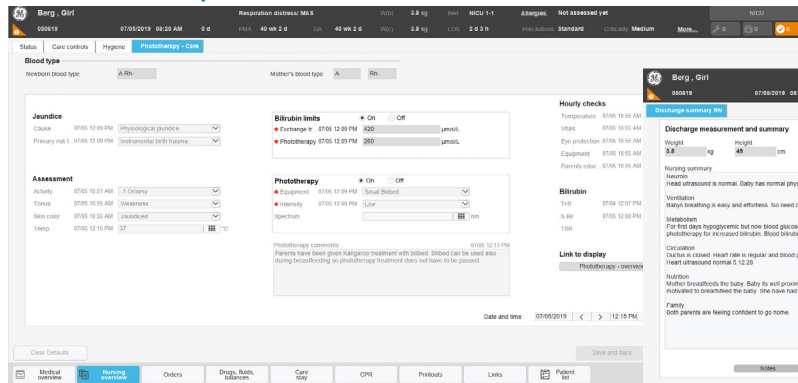 Berg , Girl Respiration distress/ MAS W(b) 3.8 kg Bed NICU 1-1 Allergies Not assessed yet NICU
050619 07/05/2019 08:20 AM 0 d PMA 40 wk 2 d GA 40 wk 2 d W(c) 3.8 kg LOS 2 d 0 h Precautions Standard Criticality Medium More... 0 0
Status Care controls Hygiene Phototherapy - Care
Blood type
Newborn blood type A Rh- Mother's blood type A Rh-
Jaundice
Cause 07/05 12:09 PM Physiological jaundice
Primary risk f.. 07/05 12:09 PM Instrumental birth trauma
Bilirubin limits On Off
* Exchange tr.. 07/05 12:09 PM 420 µmol/L
* Phototherapy 07/05 12:09 PM 260 µmol/L
Hourly checks
Temperature 07/05 10:55 AM
Vitals 07/05 10:55 AM
Eye protection 07/05 10:55 AM
Equipment 07/05 10:55 AM
Parents educ.. 07/05 10:55 AM
Assessment
Activity 07/05 10:51 AM -1 Drowsy
Tonus 07/05 10:55 AM Weakness
Skin color 07/05 10:55 AM Jaundiced
Temp 07/05 12:15 PM 37 °C
Phototherapy On Off
* Equipment 07/05 12:09 PM Small Bilibed
* Intensity 07/05 12:09 PM Low
Spectrum nm
Bilirubin
TcB 07/04 12:07 PM
S-Bil 07/05 12:00 PM
TSB
Phototherapy comments 07/05 12:13 PM
Parents have been given Kangaroo treatment with bilibed. Bilibed can be used also
during breastfeeding so phototherapy treatment does not have to be paused.
Link to display
Phototherapy - overview
Date and time 07/05/2019 < > 12.15 PM
Clear Defaults Save and back
Medical overview Nursing overview Orders Drugs, fluids, balances Care stay CPR Printouts Links Patient list
Berg , Girl
050619 07/05/2019 08:
Discharge summary RN
Discharge measurement and summary
Weight Height
3.8 kg 49 cm
Nursing summary
Neurolo
Head ultrasound is normal. Baby has normal phys
Ventilation
Babys breathing is easy and effortless. No need o
Metabolism
For first days hypoglycemic but now blood glucose
phototherapy for increased bilirubin. Blood bilirubi
Circulation
Ductus is closed. Heart rate is regular and blood p
Heart ultrasound normal 5.12.20
Nutrition
Mother breastfeeds the baby. Baby its well proxim
motivated to breartsfeed the baby. She have had
Family
Both parents are feeling confident to go home.
Notes